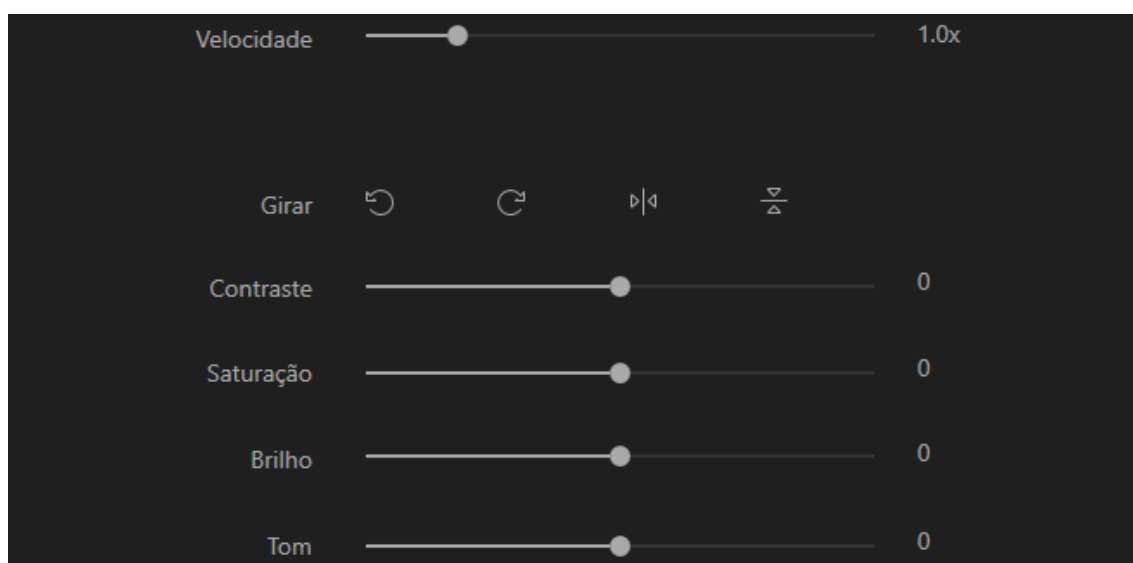 Velocidade 1.0x
Girar
Contraste 0
Saturação 0
Brilho 0
Tom 0